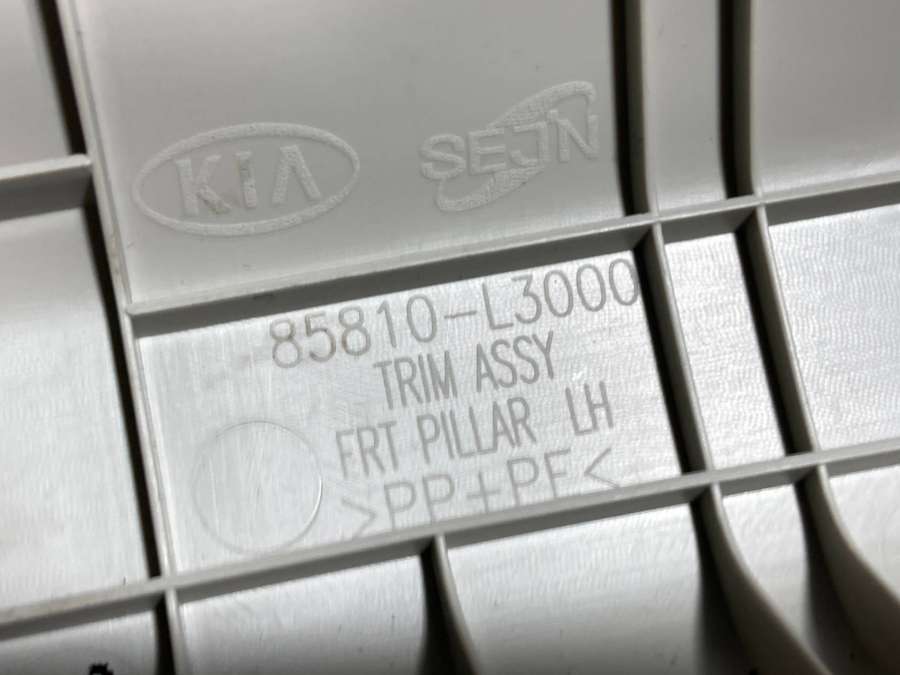 KIA
SEJN
85810-L3000
TRIM ASSY
FRT PILLAR LH
>PP+PE<